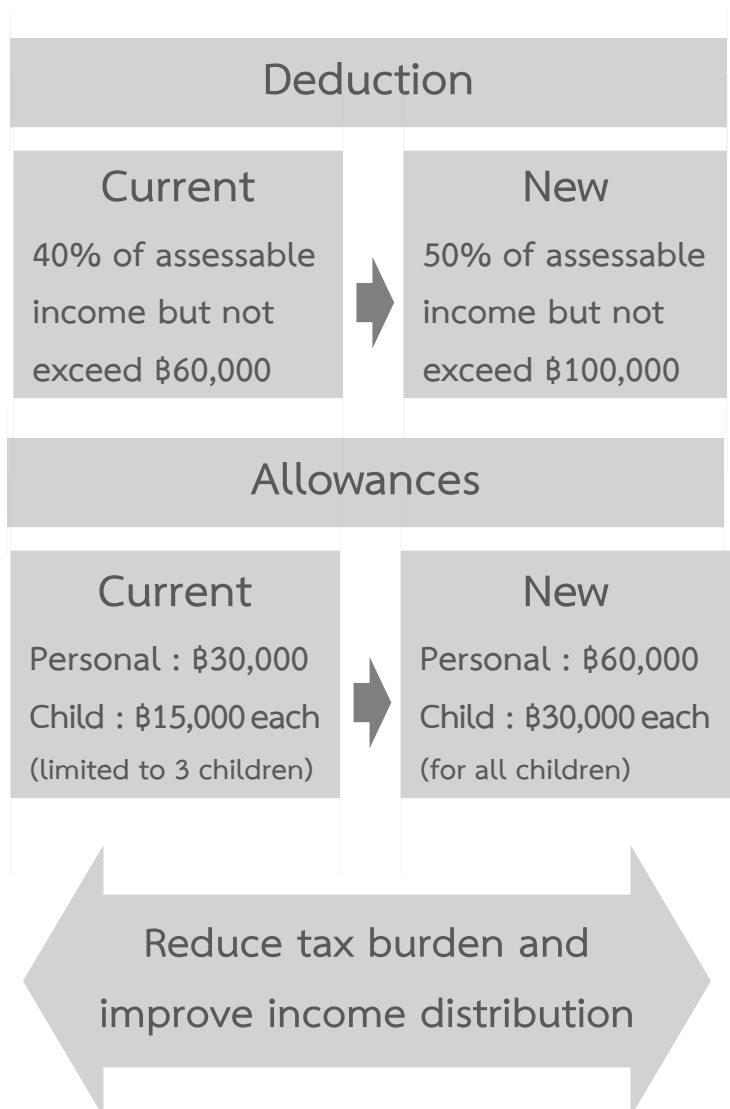 Deduction
Current
40% of assessable
income but not
exceed ฿60,000
New
50% of assessable
income but not
exceed ฿100,000
Allowances
Current
Personal : ฿30,000
Child : ฿15,000 each
(limited to 3 children)
New
Personal : ฿60,000
Child : ฿30,000 each
(for all children)
Reduce tax burden and
improve income distribution